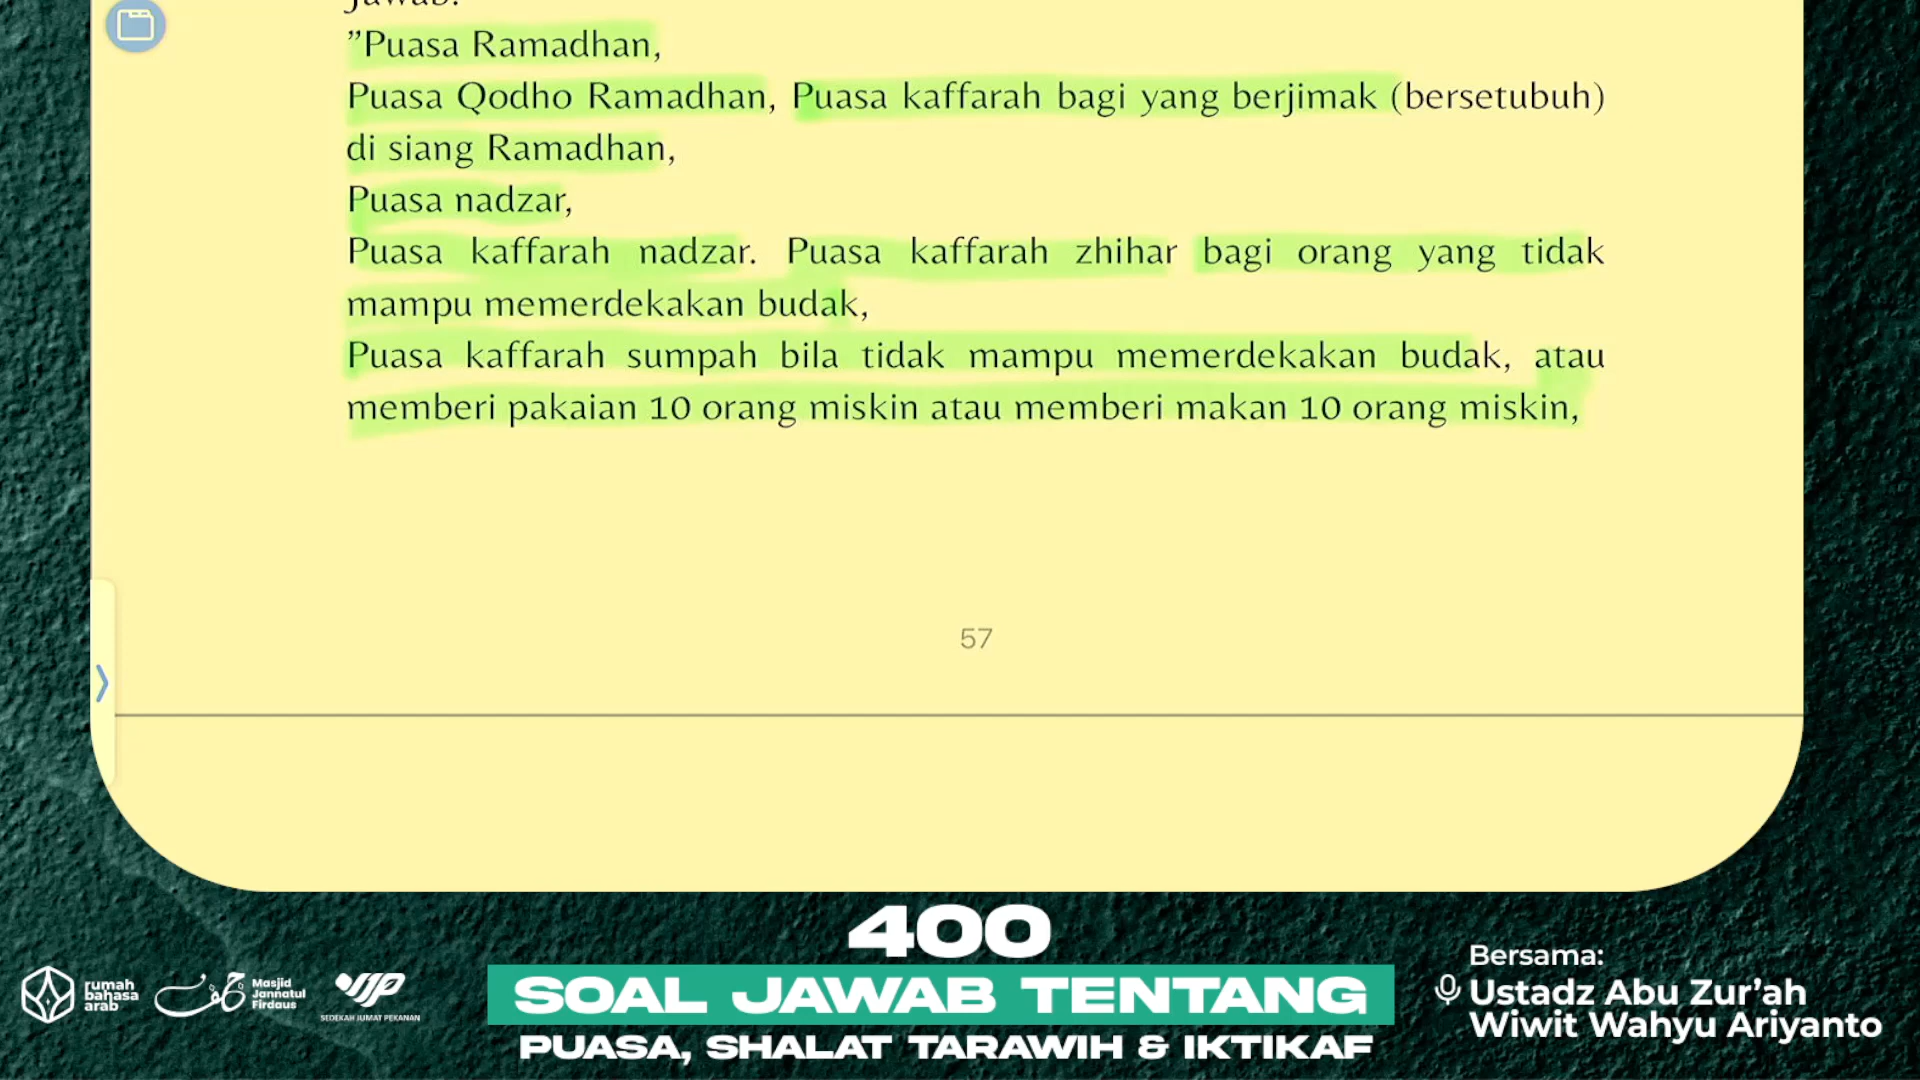 Jawab:
”Puasa Ramadhan,
Puasa Qodho Ramadhan, Puasa kaffarah bagi yang berjimak (bersetubuh)
di siang Ramadhan,
Puasa nadzar,
Puasa kaffarah nadzar. Puasa kaffarah zhihar bagi orang yang tidak
mampu memerdekakan budak,
Puasa kaffarah sumpah bila tidak mampu memerdekakan budak, atau
memberi pakaian 10 orang miskin atau memberi makan 10 orang miskin,
57
rumah
bahasa
arab
Masjid
Jannatul
Firdaus
SEDEKAH JUMAT PEKANAN
400
SOAL JAWAB TENTANG
PUASA, SHALAT TARAWIH & IKTIKAF
Bersama:
Ustadz Abu Zur’ah
Wiwit Wahyu Ariyanto